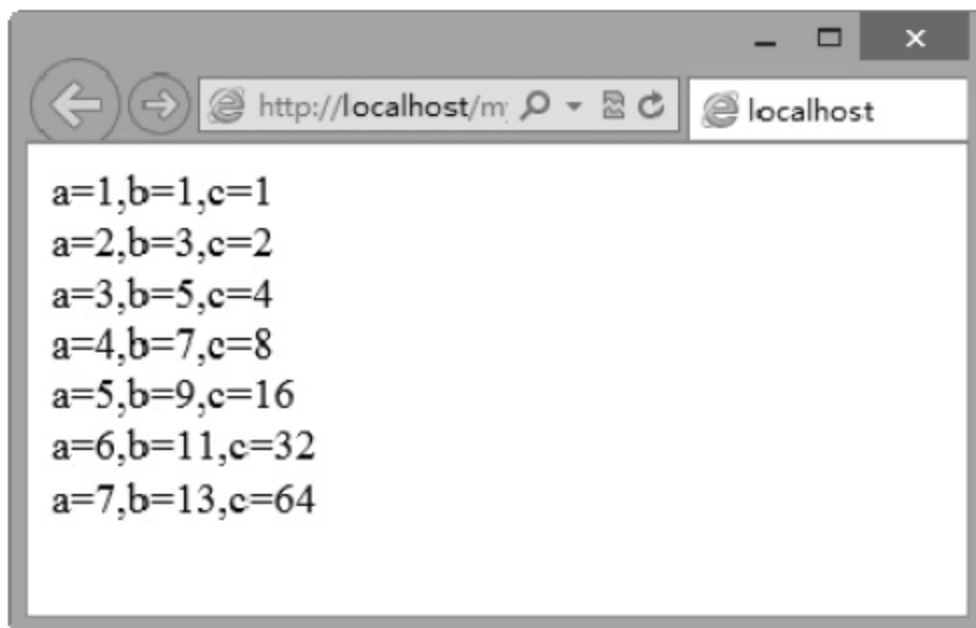 http://localhost/m
localhost
a=1,b=1,c=1
a=2,b=3,c=2
a=3,b=5,c=4
a=4,b=7,c=8
a=5,b=9,c=16
a=6,b=11,c=32
a=7,b=13,c=64